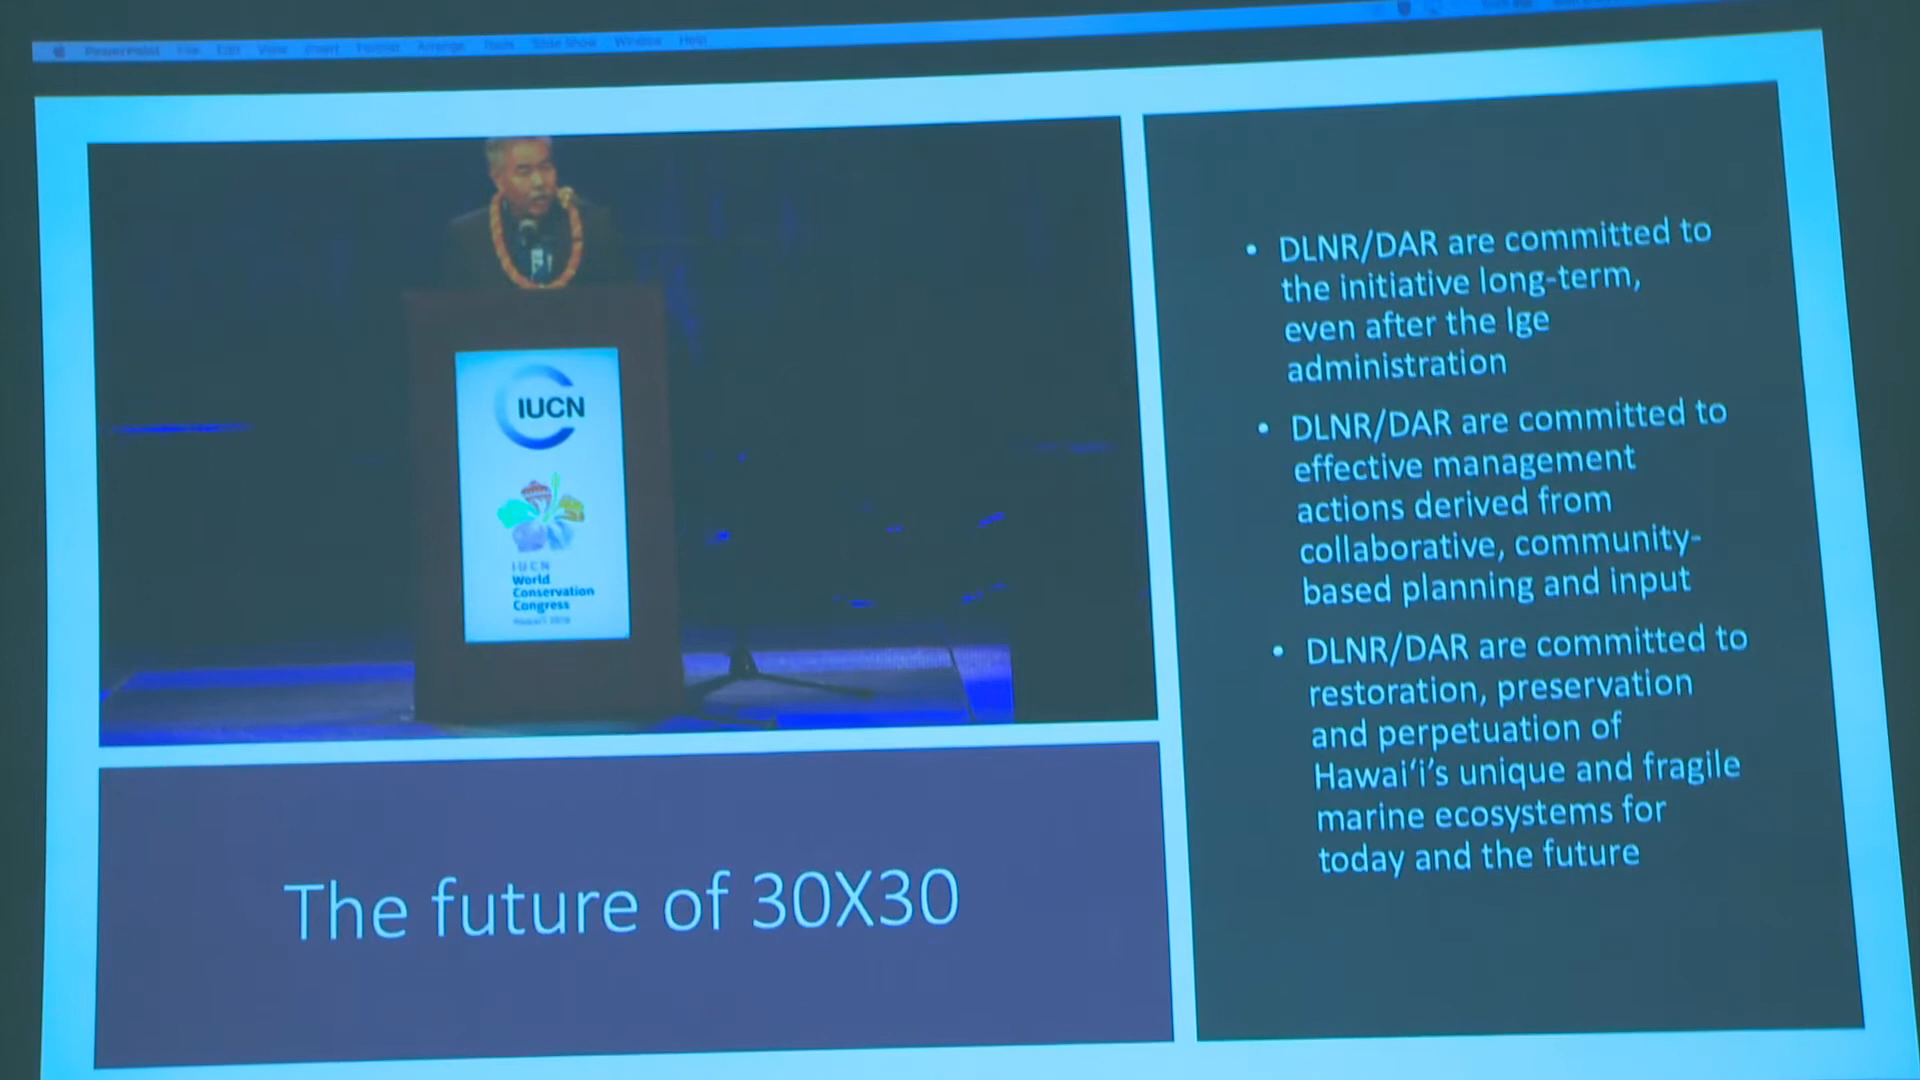 PowerPoint File Edit View Insert Format Arrange Tools Slide Show Window Help
IUCN
IUCN
World
Conservation
Congress
The future of 30X30
• DLNR/DAR are committed to
the initiative long-term,
even after the Ige
administration
• DLNR/DAR are committed to
effective management
actions derived from
collaborative, community-
based planning and input
• DLNR/DAR are committed to
restoration, preservation
and perpetuation of
Hawaiʻi’s unique and fragile
marine ecosystems for
today and the future